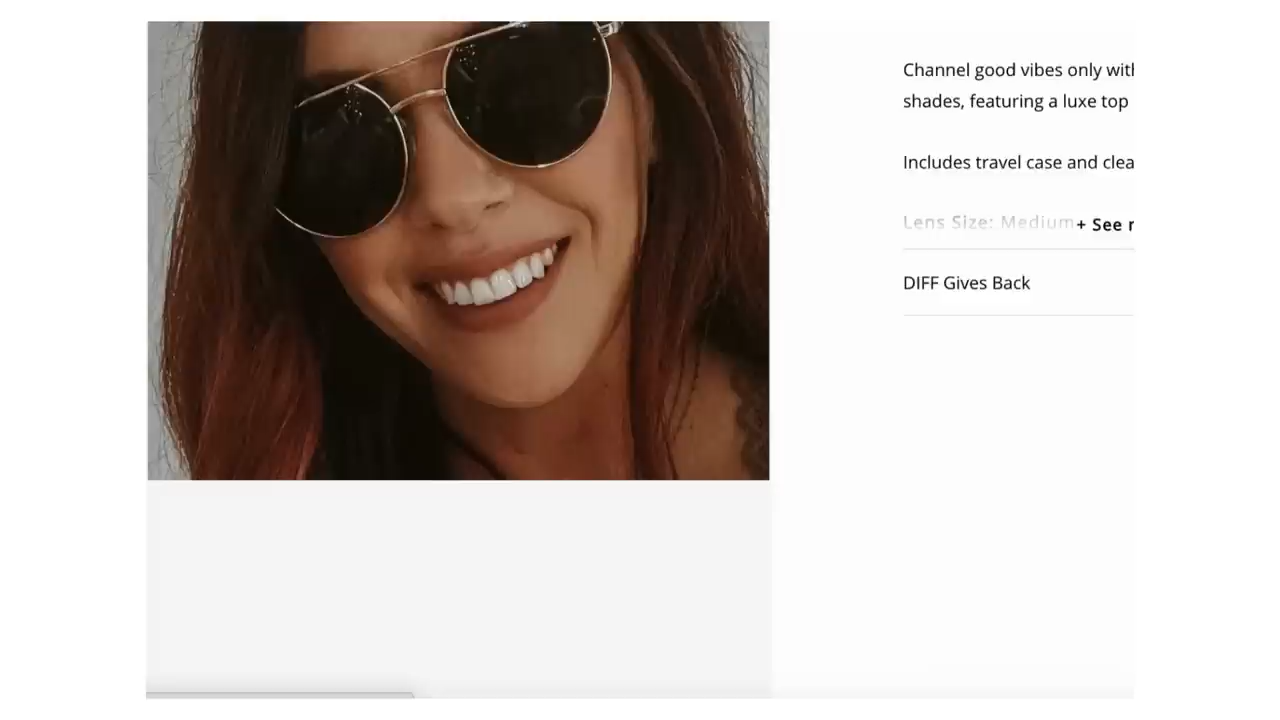 Channel good vibes only with
shades, featuring a luxe top
Includes travel case and clea
Lens Size: Medium+ See r
DIFF Gives Back